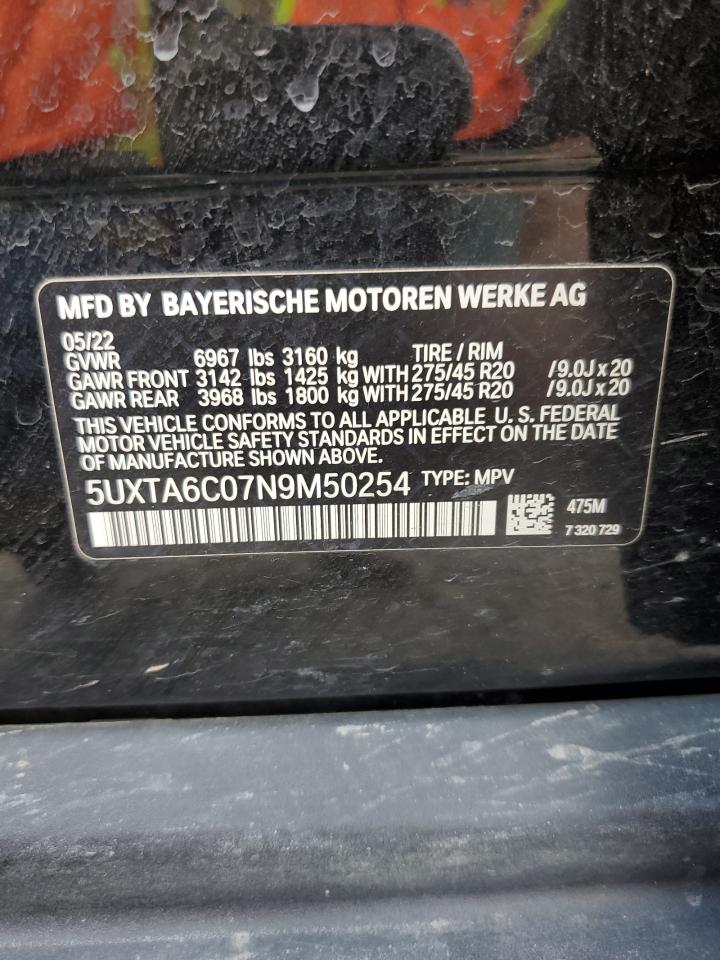 MFD BY BAYERISCHE MOTOREN WERKE AG
05/22
GVWR 6967 lbs 3160 kg TIRE / RIM
GAWR FRONT 3142 lbs 1425 kg WITH 275/45 R20 /9.0J x 20
GAWR REAR 3968 lbs 1800 kg WITH 275/45 R20 /9.0J x 20
THIS VEHICLE CONFORMS TO ALL APPLICABLE U. S. FEDERAL
MOTOR VEHICLE SAFETY STANDARDS IN EFFECT ON THE DATE
OF MANUFACTURE SHOWN ABOVE.
5UXTA6C07N9M50254 TYPE: MPV
475M
7 320 729